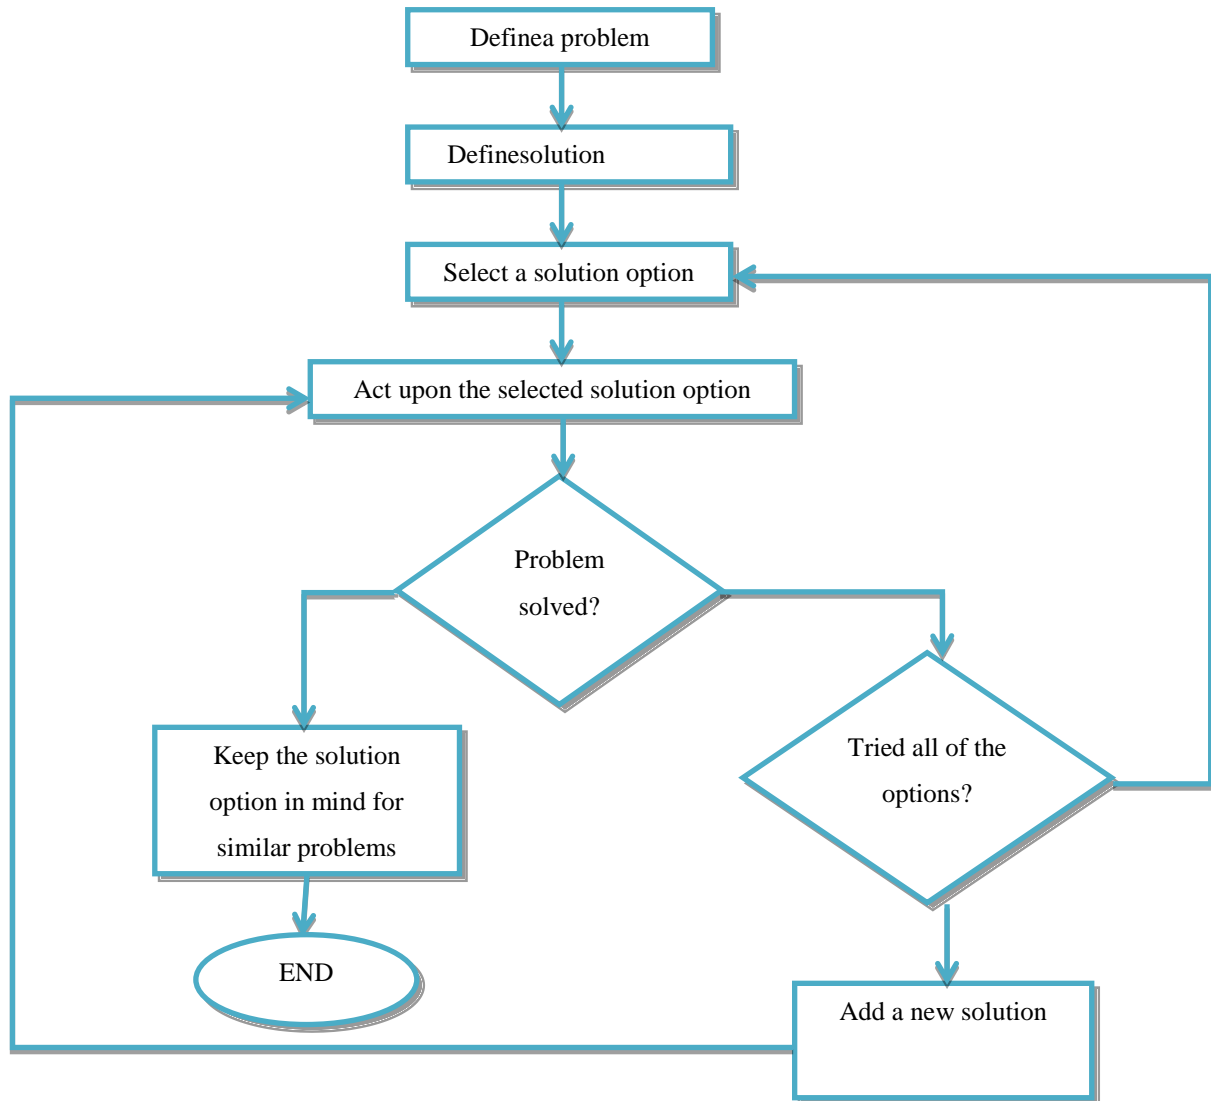 Definea problem
Definesolution
Select a solution option
Act upon the selected solution option
Problem
solved?
Keep the solution
option in mind for
similar problems
Tried all of the
options?
END
Add a new solution